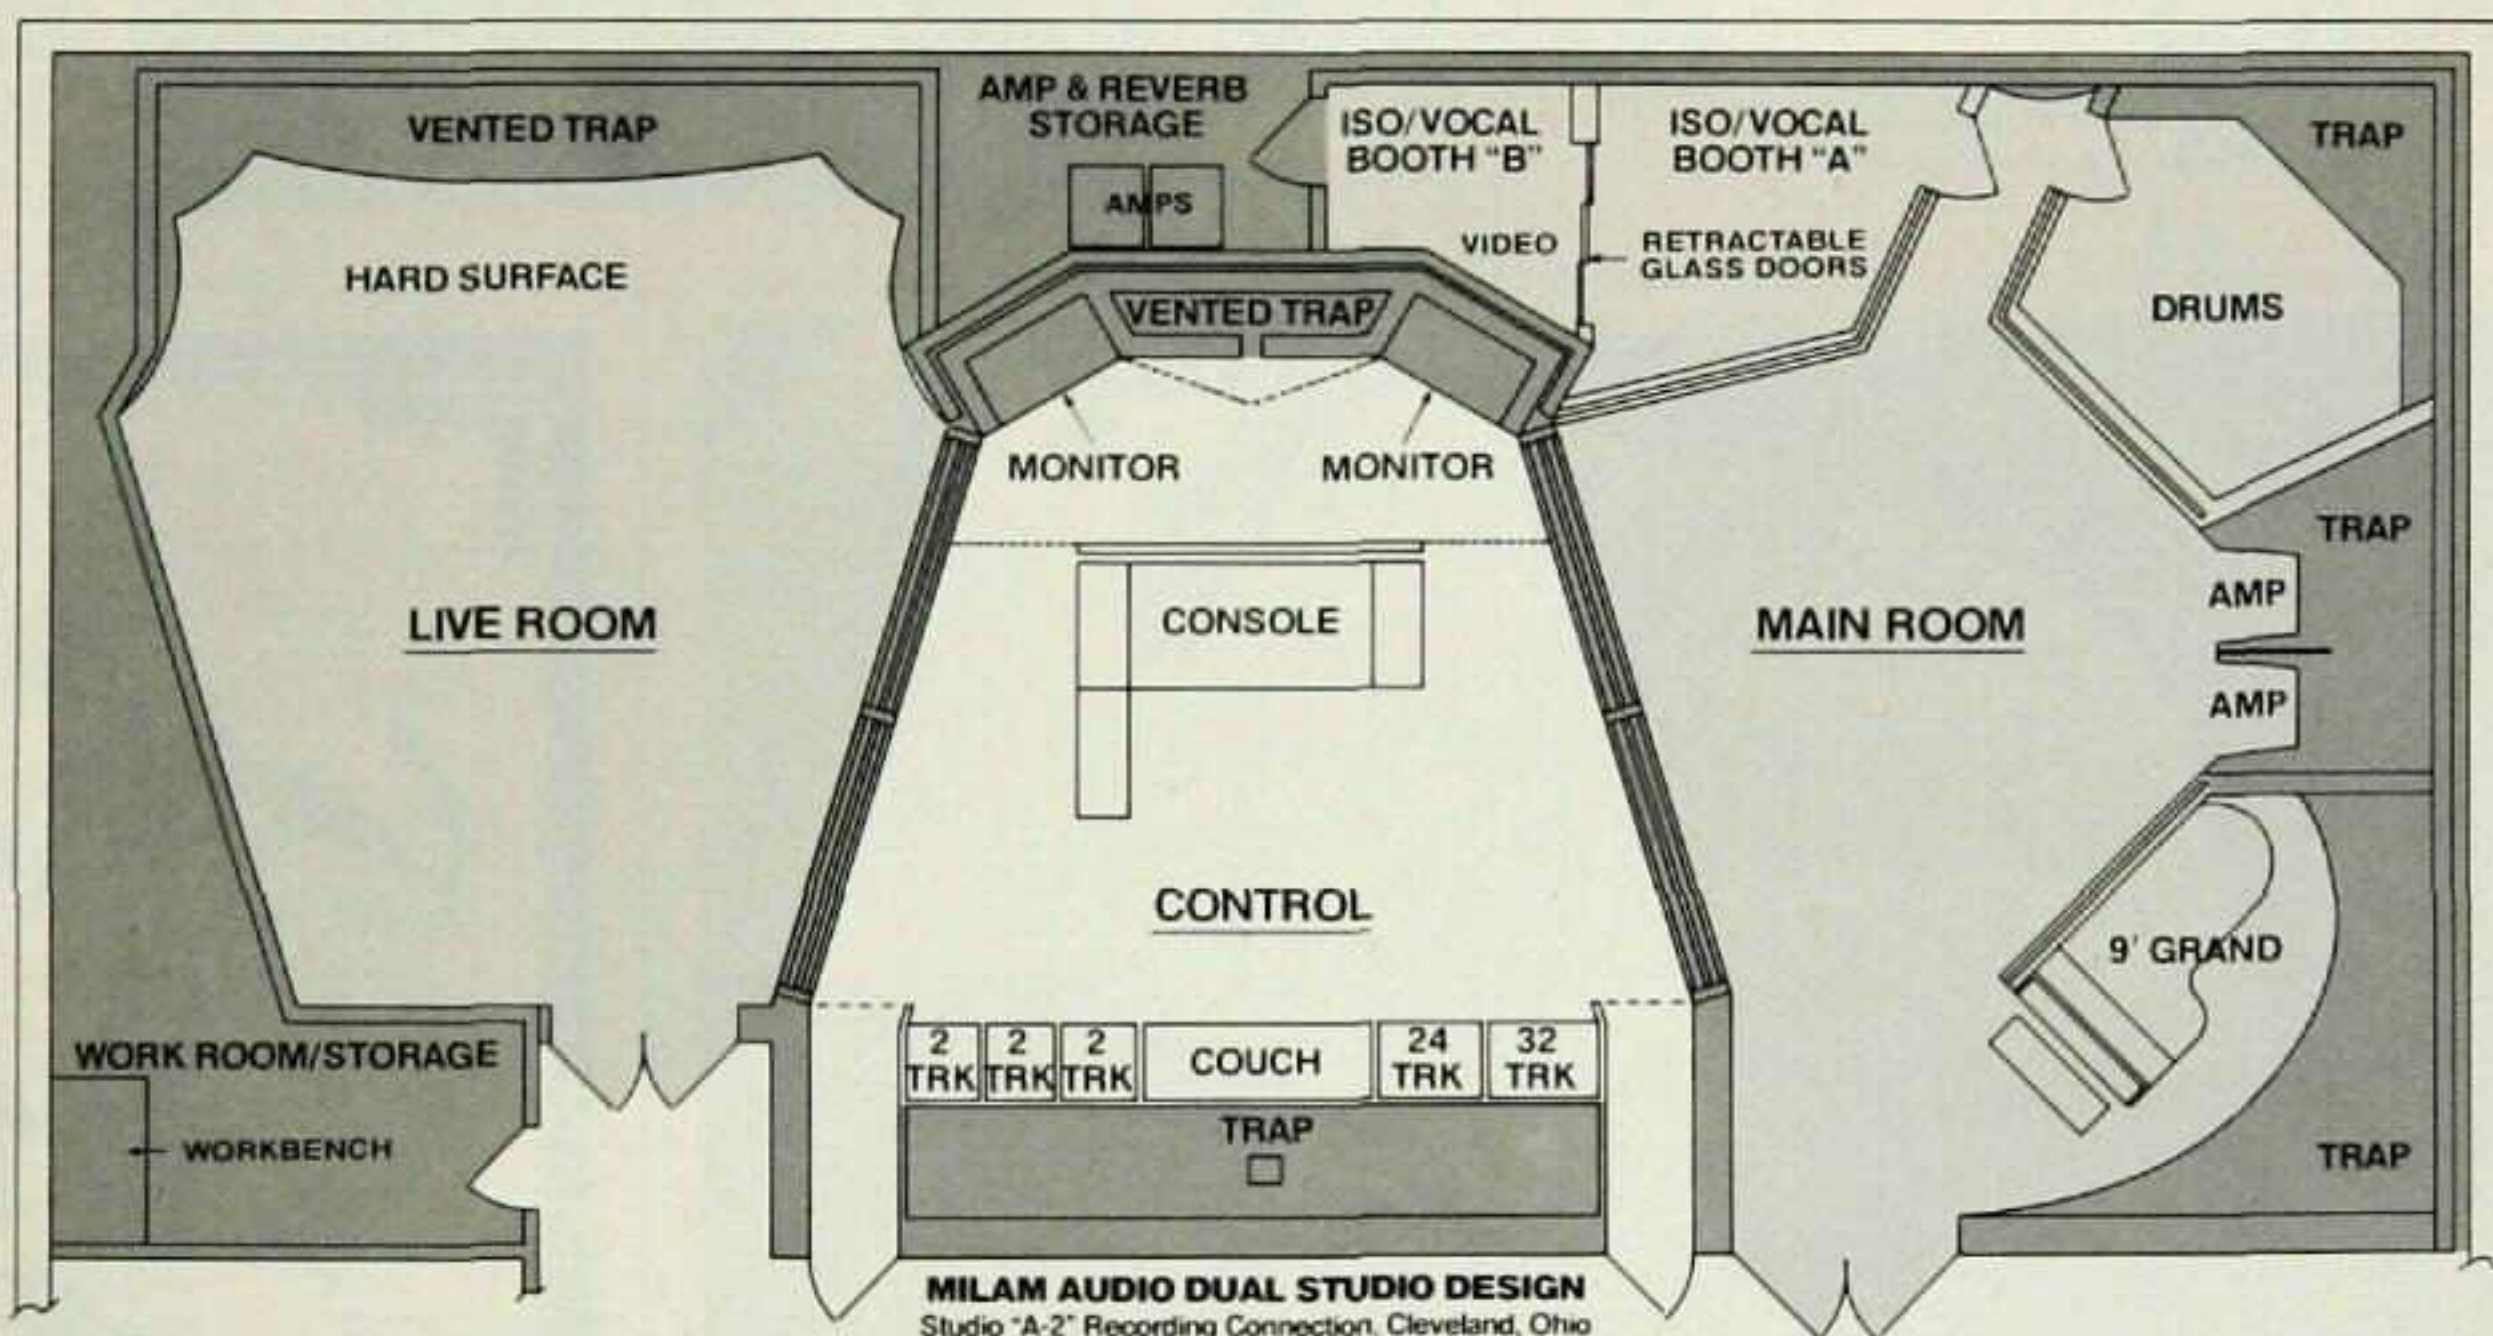 AMP & REVERB
STORAGE
VENTED TRAP
ISO/VOCAL
BOOTH "B"
ISO/VOCAL
BOOTH "A"
TRAP
AMPS
VIDEO
RETRACTABLE
GLASS DOORS
HARD SURFACE
VENTED TRAP
DRUMS
MONITOR
MONITOR
TRAP
AMP
LIVE ROOM
CONSOLE
MAIN ROOM
AMP
CONTROL
9' GRAND
WORK ROOM/STORAGE
2
TRK
2
TRK
2
TRK
COUCH
24
TRK
32
TRK
WORKBENCH
TRAP
TRAP
MILAM AUDIO DUAL STUDIO DESIGN
Studio "A-2" Recording Connection, Cleveland, Ohio